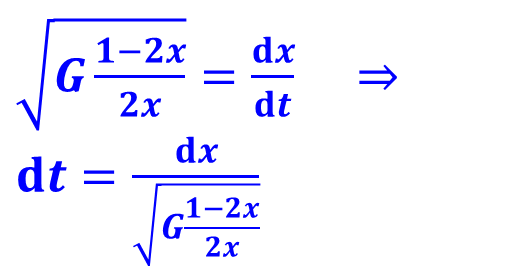 √(G (1−2x)/(2x)) = dx/dt ⇒
dt = dx/√(G (1−2x)/(2x))